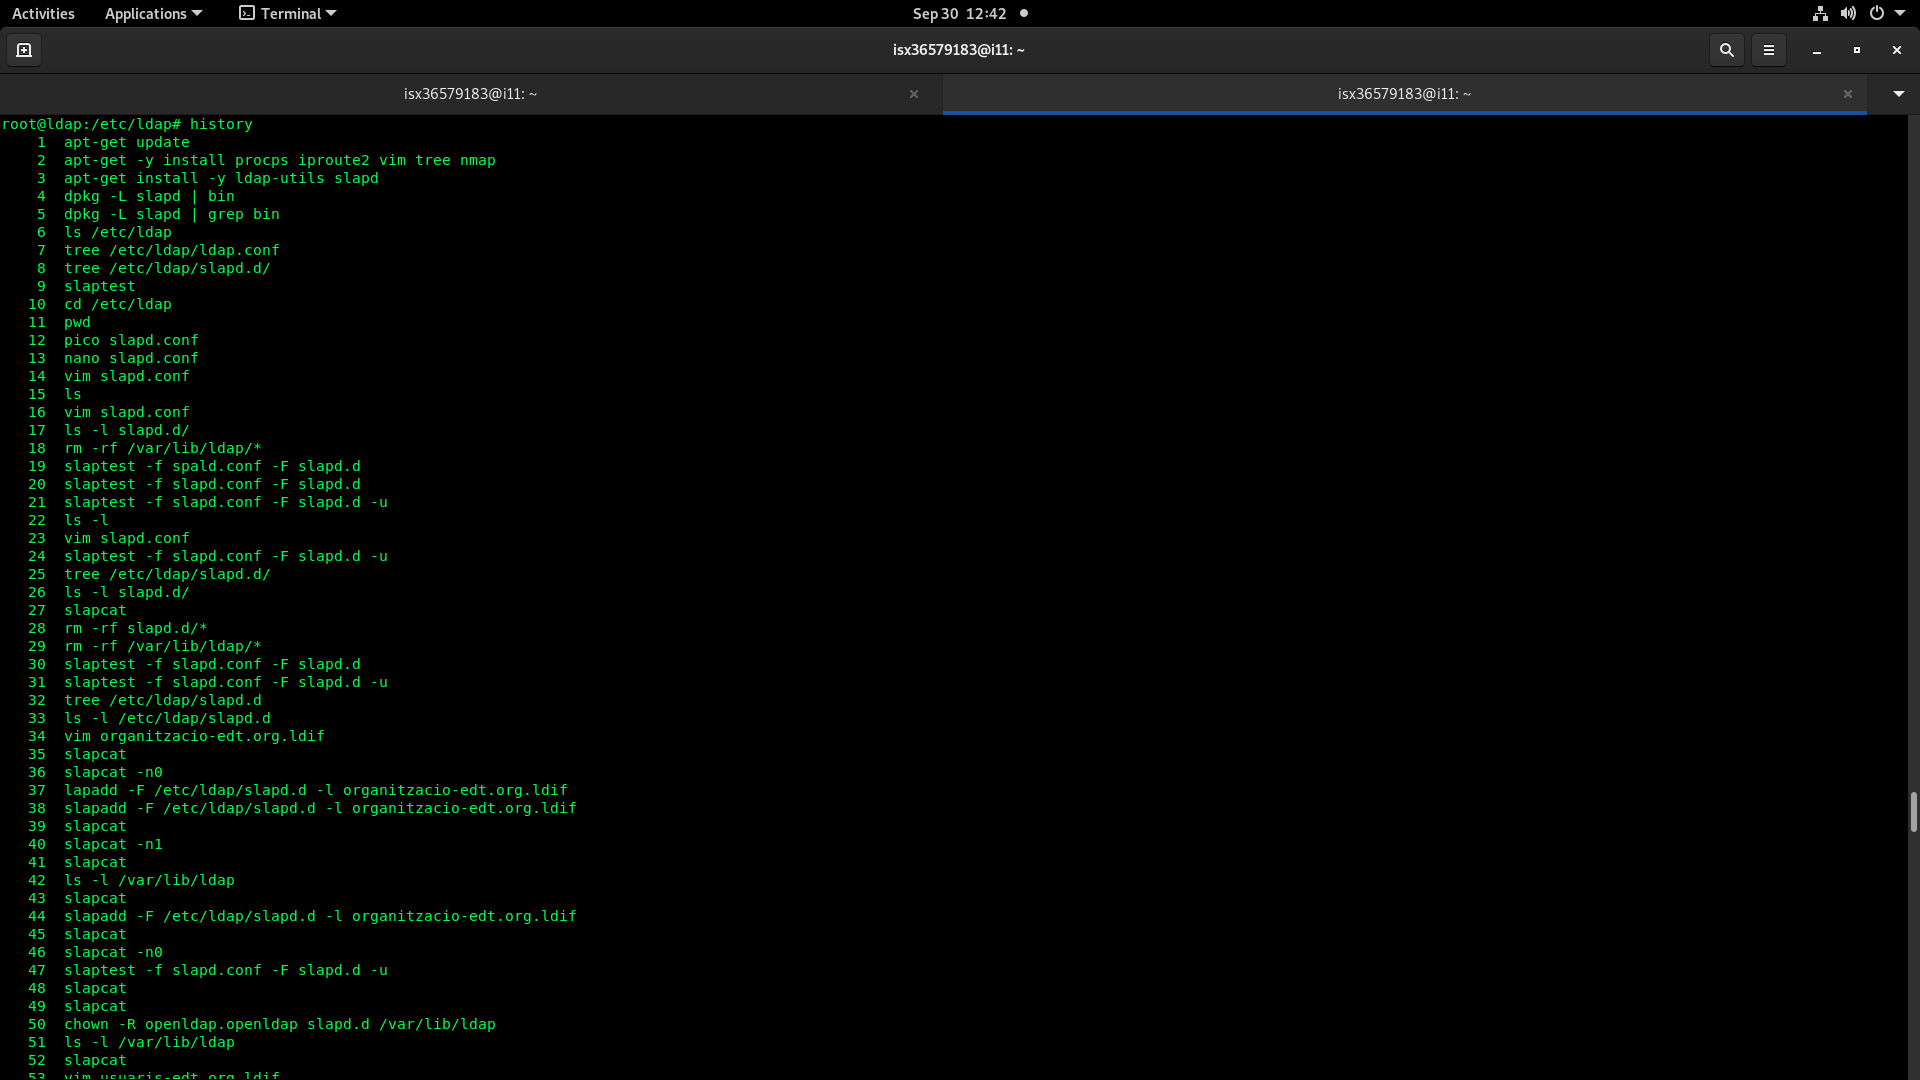 Activities Applications Terminal Sep 30 12:42
isx36579183@i11: ~
isx36579183@i11: ~ isx36579183@i11: ~
root@ldap:/etc/ldap# history
1 apt-get update
2 apt-get -y install procps iproute2 vim tree nmap
3 apt-get install -y ldap-utils slapd
4 dpkg -L slapd | bin
5 dpkg -L slapd | grep bin
6 ls /etc/ldap
7 tree /etc/ldap/ldap.conf
8 tree /etc/ldap/slapd.d/
9 slaptest
10 cd /etc/ldap
11 pwd
12 pico slapd.conf
13 nano slapd.conf
14 vim slapd.conf
15 ls
16 vim slapd.conf
17 ls -l slapd.d/
18 rm -rf /var/lib/ldap/*
19 slaptest -f spald.conf -F slapd.d
20 slaptest -f slapd.conf -F slapd.d
21 slaptest -f slapd.conf -F slapd.d -u
22 ls -l
23 vim slapd.conf
24 slaptest -f slapd.conf -F slapd.d -u
25 tree /etc/ldap/slapd.d/
26 ls -l slapd.d/
27 slapcat
28 rm -rf slapd.d/*
29 rm -rf /var/lib/ldap/*
30 slaptest -f slapd.conf -F slapd.d
31 slaptest -f slapd.conf -F slapd.d -u
32 tree /etc/ldap/slapd.d
33 ls -l /etc/ldap/slapd.d
34 vim organitzacio-edt.org.ldif
35 slapcat
36 slapcat -n0
37 lapadd -F /etc/ldap/slapd.d -l organitzacio-edt.org.ldif
38 slapadd -F /etc/ldap/slapd.d -l organitzacio-edt.org.ldif
39 slapcat
40 slapcat -n1
41 slapcat
42 ls -l /var/lib/ldap
43 slapcat
44 slapadd -F /etc/ldap/slapd.d -l organitzacio-edt.org.ldif
45 slapcat
46 slapcat -n0
47 slaptest -f slapd.conf -F slapd.d -u
48 slapcat
49 slapcat
50 chown -R openldap.openldap slapd.d /var/lib/ldap
51 ls -l /var/lib/ldap
52 slapcat
53 vim usuaris-edt.org.ldif